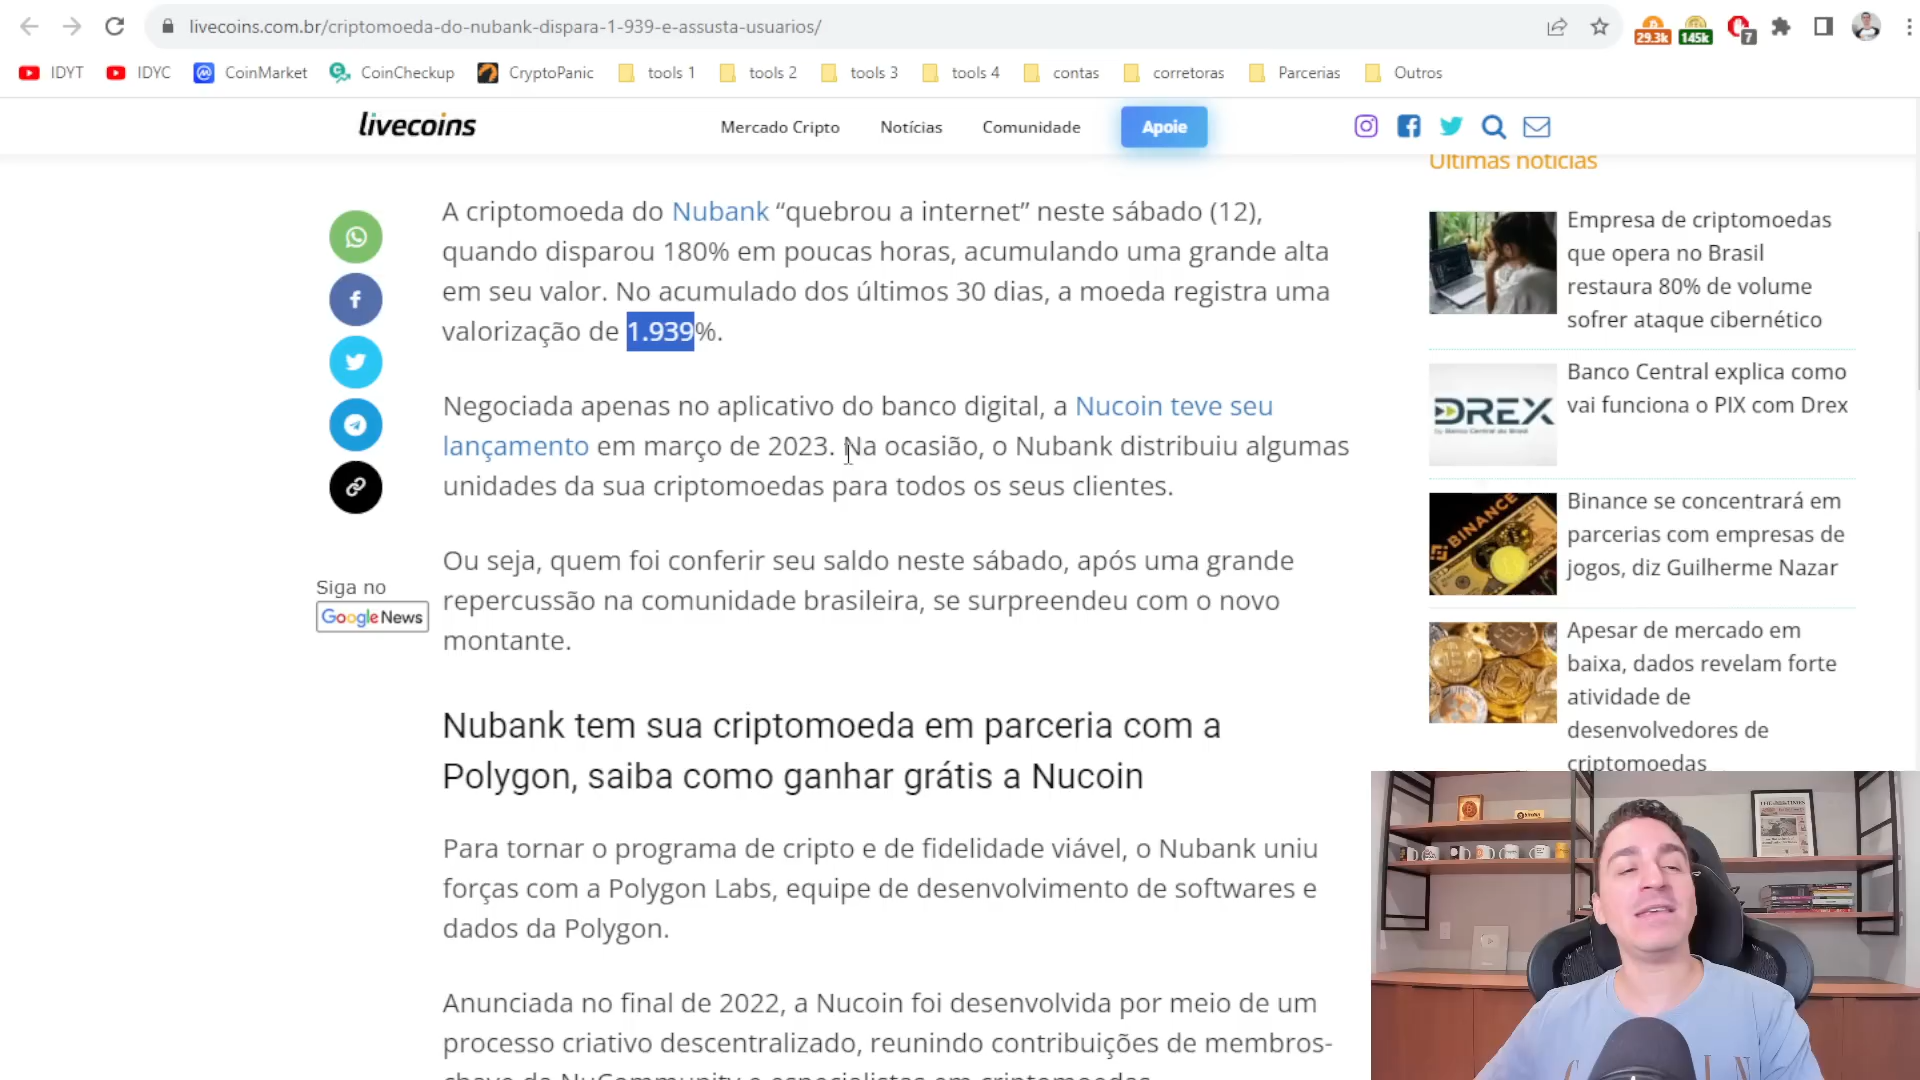 livecoins.com.br/criptomoeda-do-nubank-dispara-1-939-e-assusta-usuarios/
29.3k
145k
7
IDYT
IDYC
CoinMarket
CoinCheckup
CryptoPanic
tools 1
tools 2
tools 3
tools 4
contas
corretoras
Parcerias
Outros
livecoins
Mercado Cripto
Notícias
Comunidade
Apoie
Últimas notícias
A criptomoeda do Nubank “quebrou a internet” neste sábado (12),
quando disparou 180% em poucas horas, acumulando uma grande alta
em seu valor. No acumulado dos últimos 30 dias, a moeda registra uma
valorização de 1.939%.
Negociada apenas no aplicativo do banco digital, a Nucoin teve seu
lançamento em março de 2023. Na ocasião, o Nubank distribuiu algumas
unidades da sua criptomoedas para todos os seus clientes.
Ou seja, quem foi conferir seu saldo neste sábado, após uma grande
repercussão na comunidade brasileira, se surpreendeu com o novo
montante.
Siga no
Google News
Nubank tem sua criptomoeda em parceria com a
Polygon, saiba como ganhar grátis a Nucoin
Para tornar o programa de cripto e de fidelidade viável, o Nubank uniu
forças com a Polygon Labs, equipe de desenvolvimento de softwares e
dados da Polygon.
Anunciada no final de 2022, a Nucoin foi desenvolvida por meio de um
processo criativo descentralizado, reunindo contribuições de membros-
chave da NuCommunity e especialistas em criptomoedas.
Empresa de criptomoedas
que opera no Brasil
restaura 80% de volume
sofrer ataque cibernético
DREX
Banco Central explica como
vai funciona o PIX com Drex
BINANCE
Binance se concentrará em
parcerias com empresas de
jogos, diz Guilherme Nazar
Apesar de mercado em
baixa, dados revelam forte
atividade de
desenvolvedores de
criptomoedas